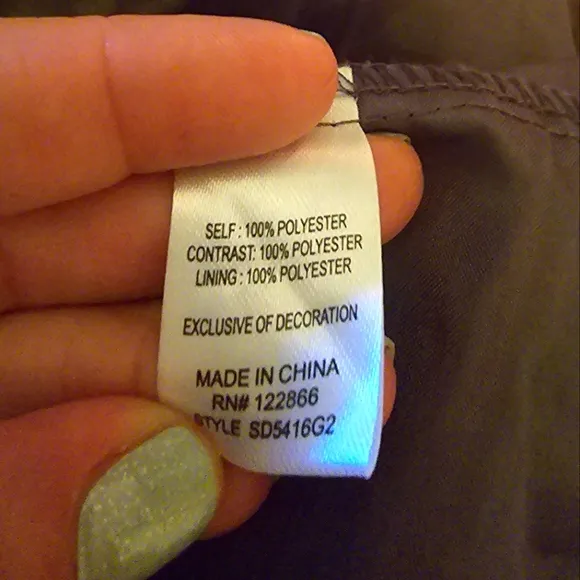 SELF : 100% POLYESTER
CONTRAST: 100% POLYESTER
LINING : 100% POLYESTER
EXCLUSIVE OF DECORATION
MADE IN CHINA
RN# 122866
STYLE SD5416G2